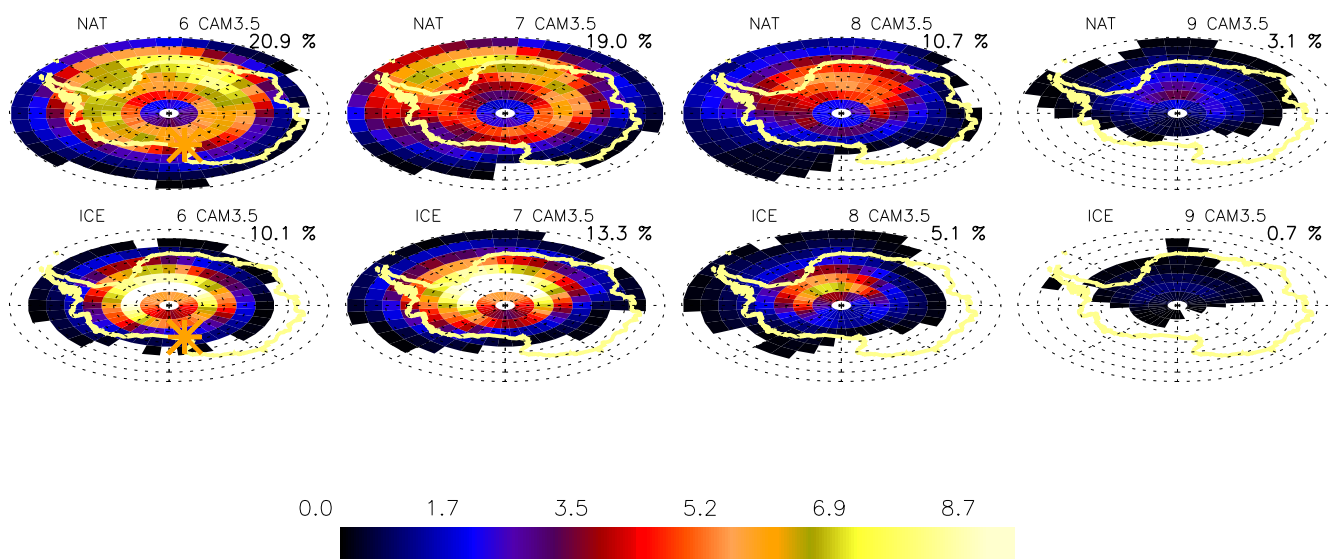 NAT 6 CAM3.5 NAT 7 CAM3.5 NAT 8 CAM3.5 NAT 9 CAM3.5
20.9 % 19.0 % 10.7 % 3.1 %
ICE 6 CAM3.5 ICE 7 CAM3.5 ICE 8 CAM3.5 ICE 9 CAM3.5
10.1 % 13.3 % 5.1 % 0.7 %
0.0 1.7 3.5 5.2 6.9 8.7